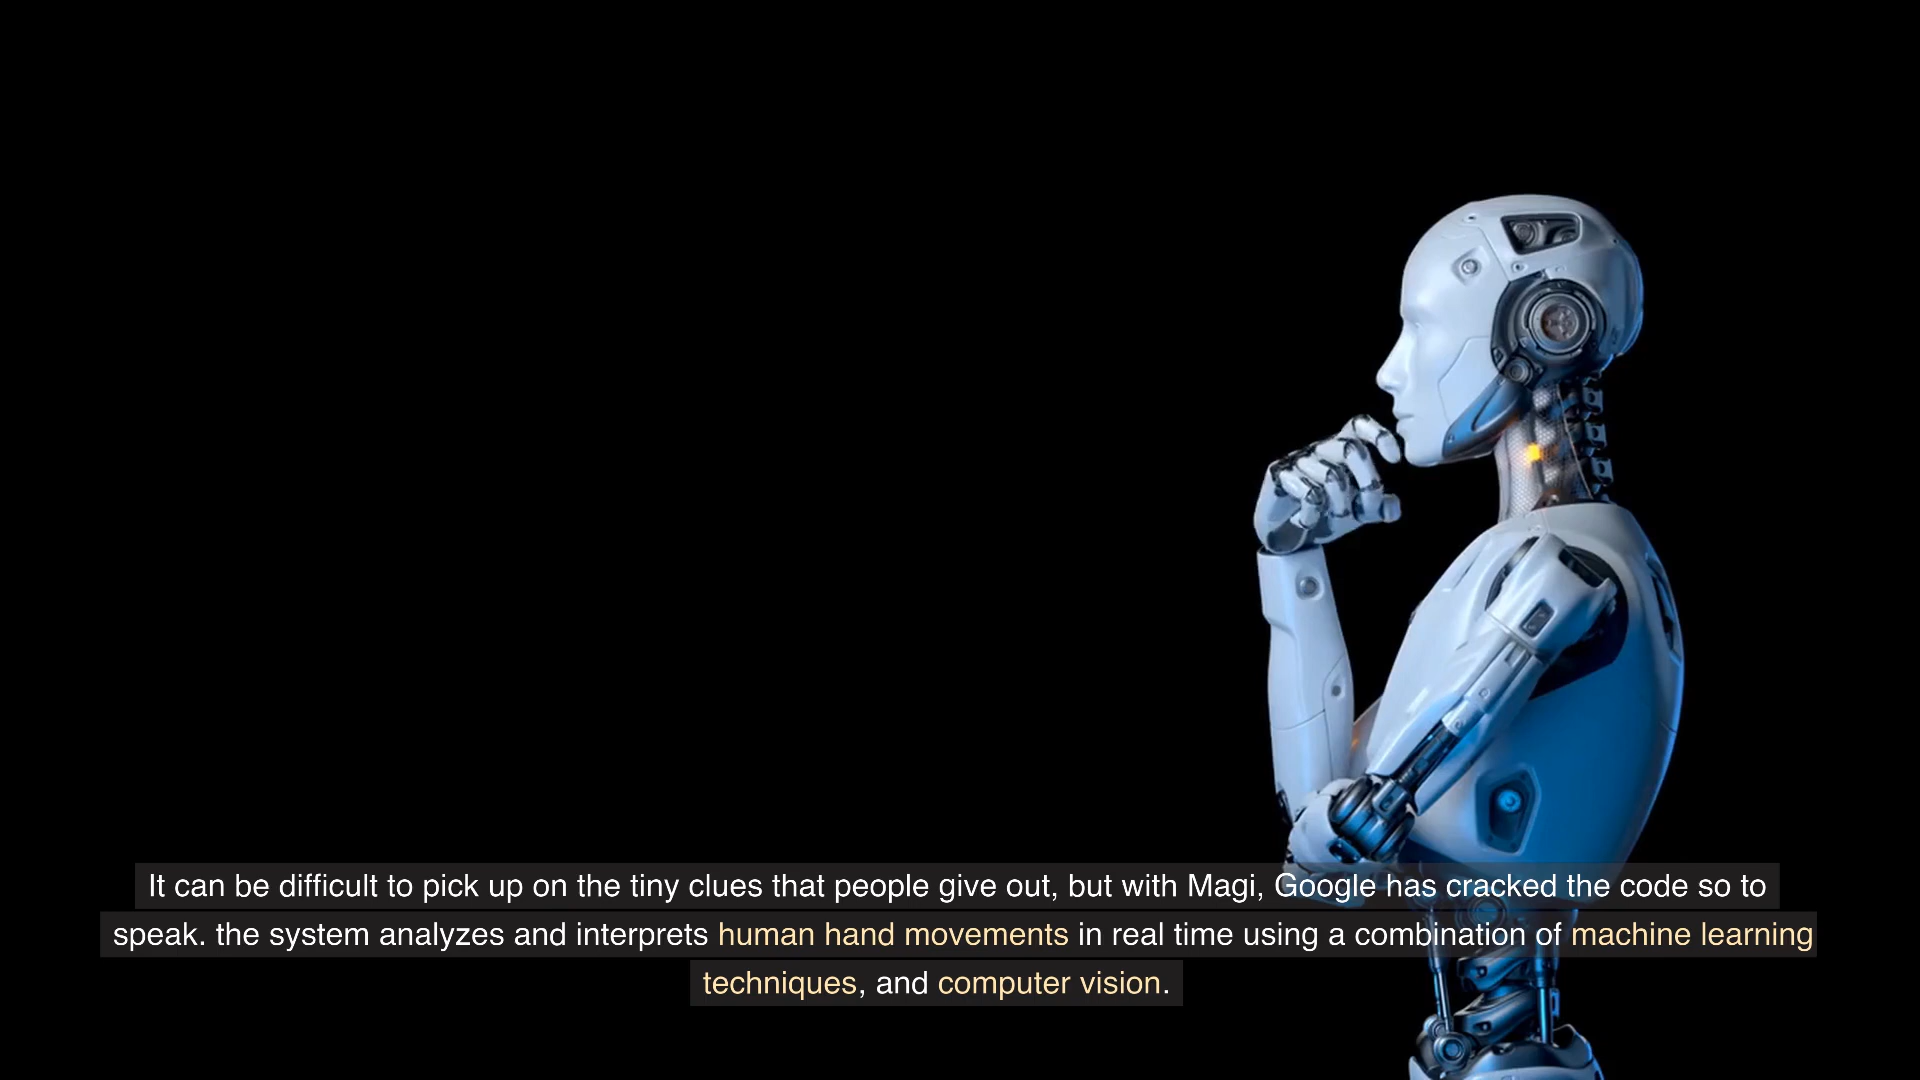 It can be difficult to pick up on the tiny clues that people give out, but with Magi, Google has cracked the code so to
speak. the system analyzes and interprets human hand movements in real time using a combination of machine learning
techniques, and computer vision.